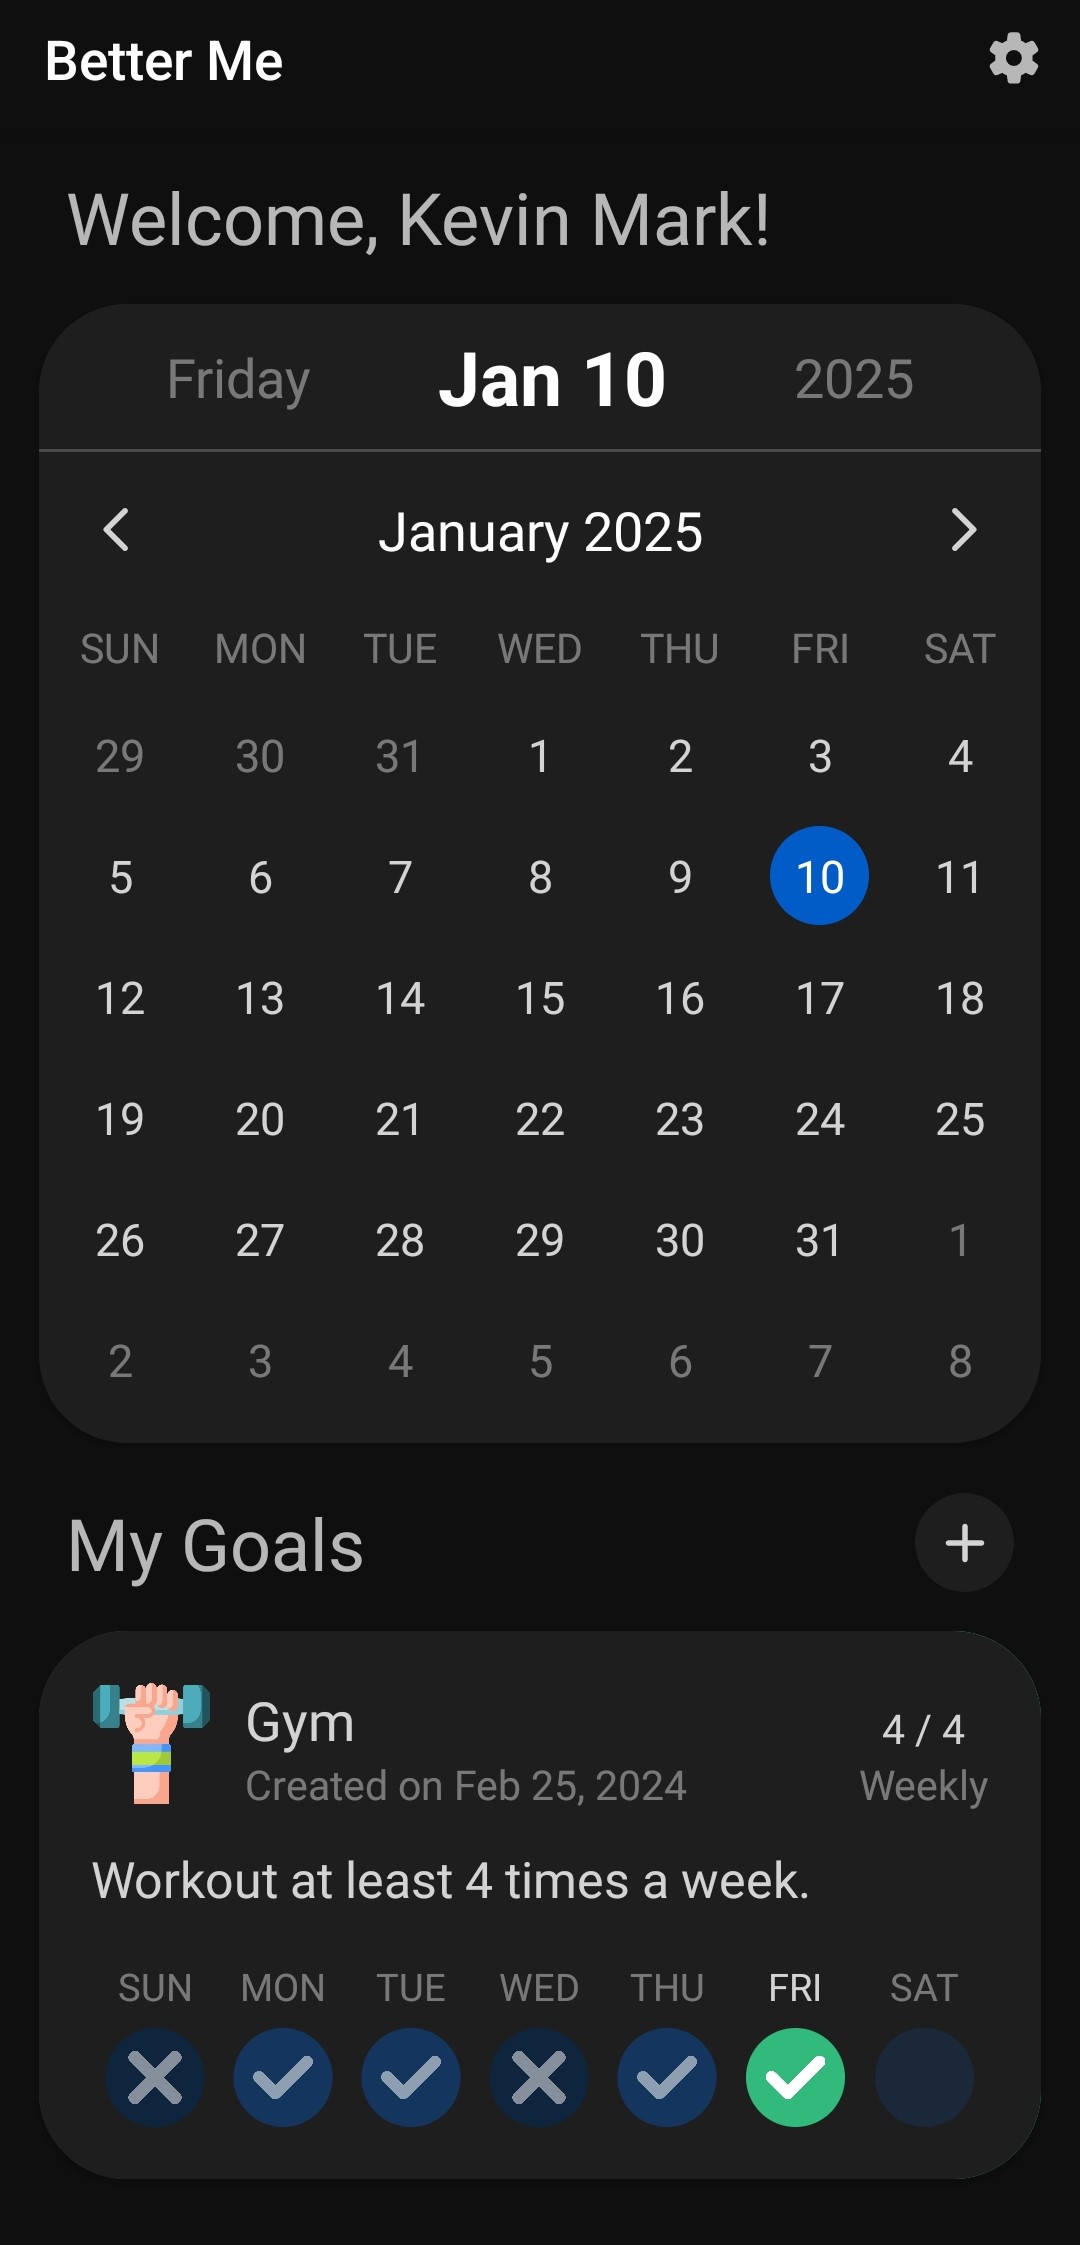 Better Me
Welcome, Kevin Mark!
Friday Jan 10 2025
January 2025
SUN MON TUE WED THU FRI SAT
29 30 31 1 2 3 4
5 6 7 8 9 10 11
12 13 14 15 16 17 18
19 20 21 22 23 24 25
26 27 28 29 30 31 1
2 3 4 5 6 7 8
My Goals
Gym 4 / 4
Created on Feb 25, 2024 Weekly
Workout at least 4 times a week.
SUN MON TUE WED THU FRI SAT